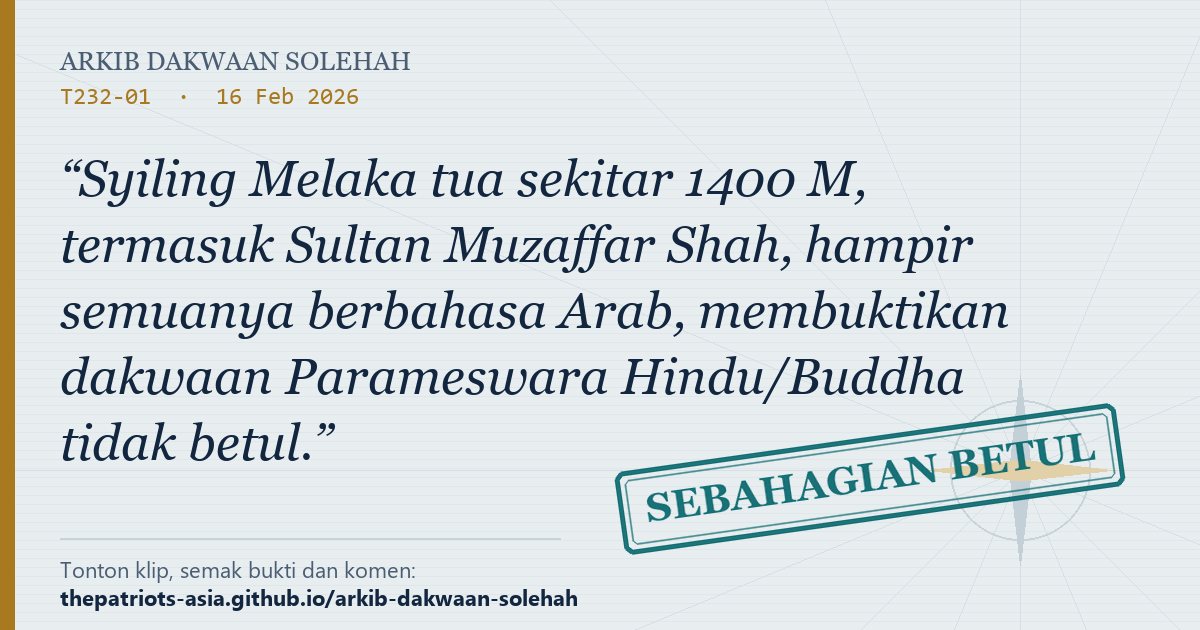 ARKIB DAKWAAN SOLEHAH
T232-01 · 16 Feb 2026
“Syiling Melaka tua sekitar 1400 M,
termasuk Sultan Muzaffar Shah, hampir
semuanya berbahasa Arab, membuktikan
dakwaan Parameswara Hindu/Buddha
tidak betul.”
SEBAHAGIAN BETUL
Tonton klip, semak bukti dan komen:
thepatriots-asia.github.io/arkib-dakwaan-solehah